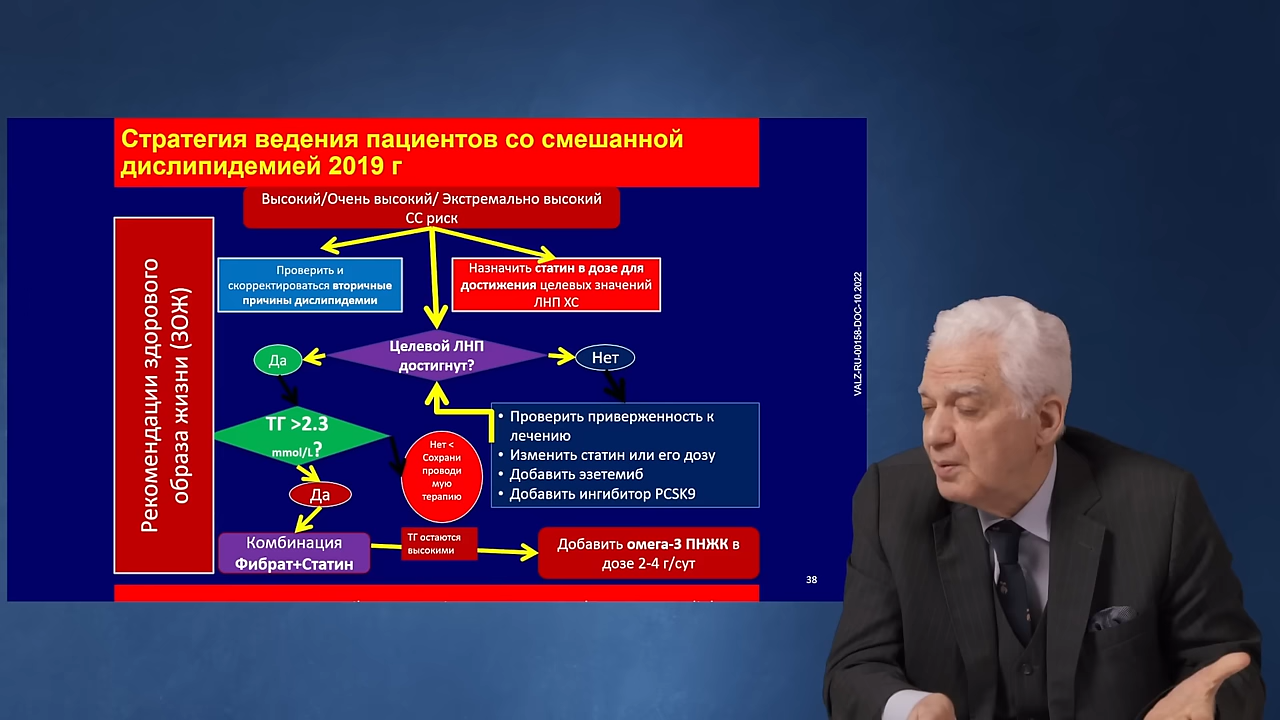 Стратегия ведения пациентов со смешанной
дислипидемией 2019 г
Высокий/Очень высокий/ Экстремально высокий
СС риск
Рекомендации здорового
образа жизни (ЗОЖ)
Проверить и
скорректироваться вторичные
причины дислипидемии
Назначить статин в дозе для
достижения целевых значений
ЛНП ХС
Целевой ЛНП
достигнут?
Да
Нет
ТГ >2.3
mmol/L?
Нет <
Сохрани
проводи
мую
терапию
• Проверить приверженность к
лечению
• Изменить статин или его дозу
• Добавить эзетемиб
• Добавить ингибитор PCSK9
Да
Комбинация
Фибрат+Статин
ТГ остаются
высокими
Добавить омега-3 ПНЖК в
дозе 2-4 г/сут
38
VALZ-RU-00158-DOC-10.2022